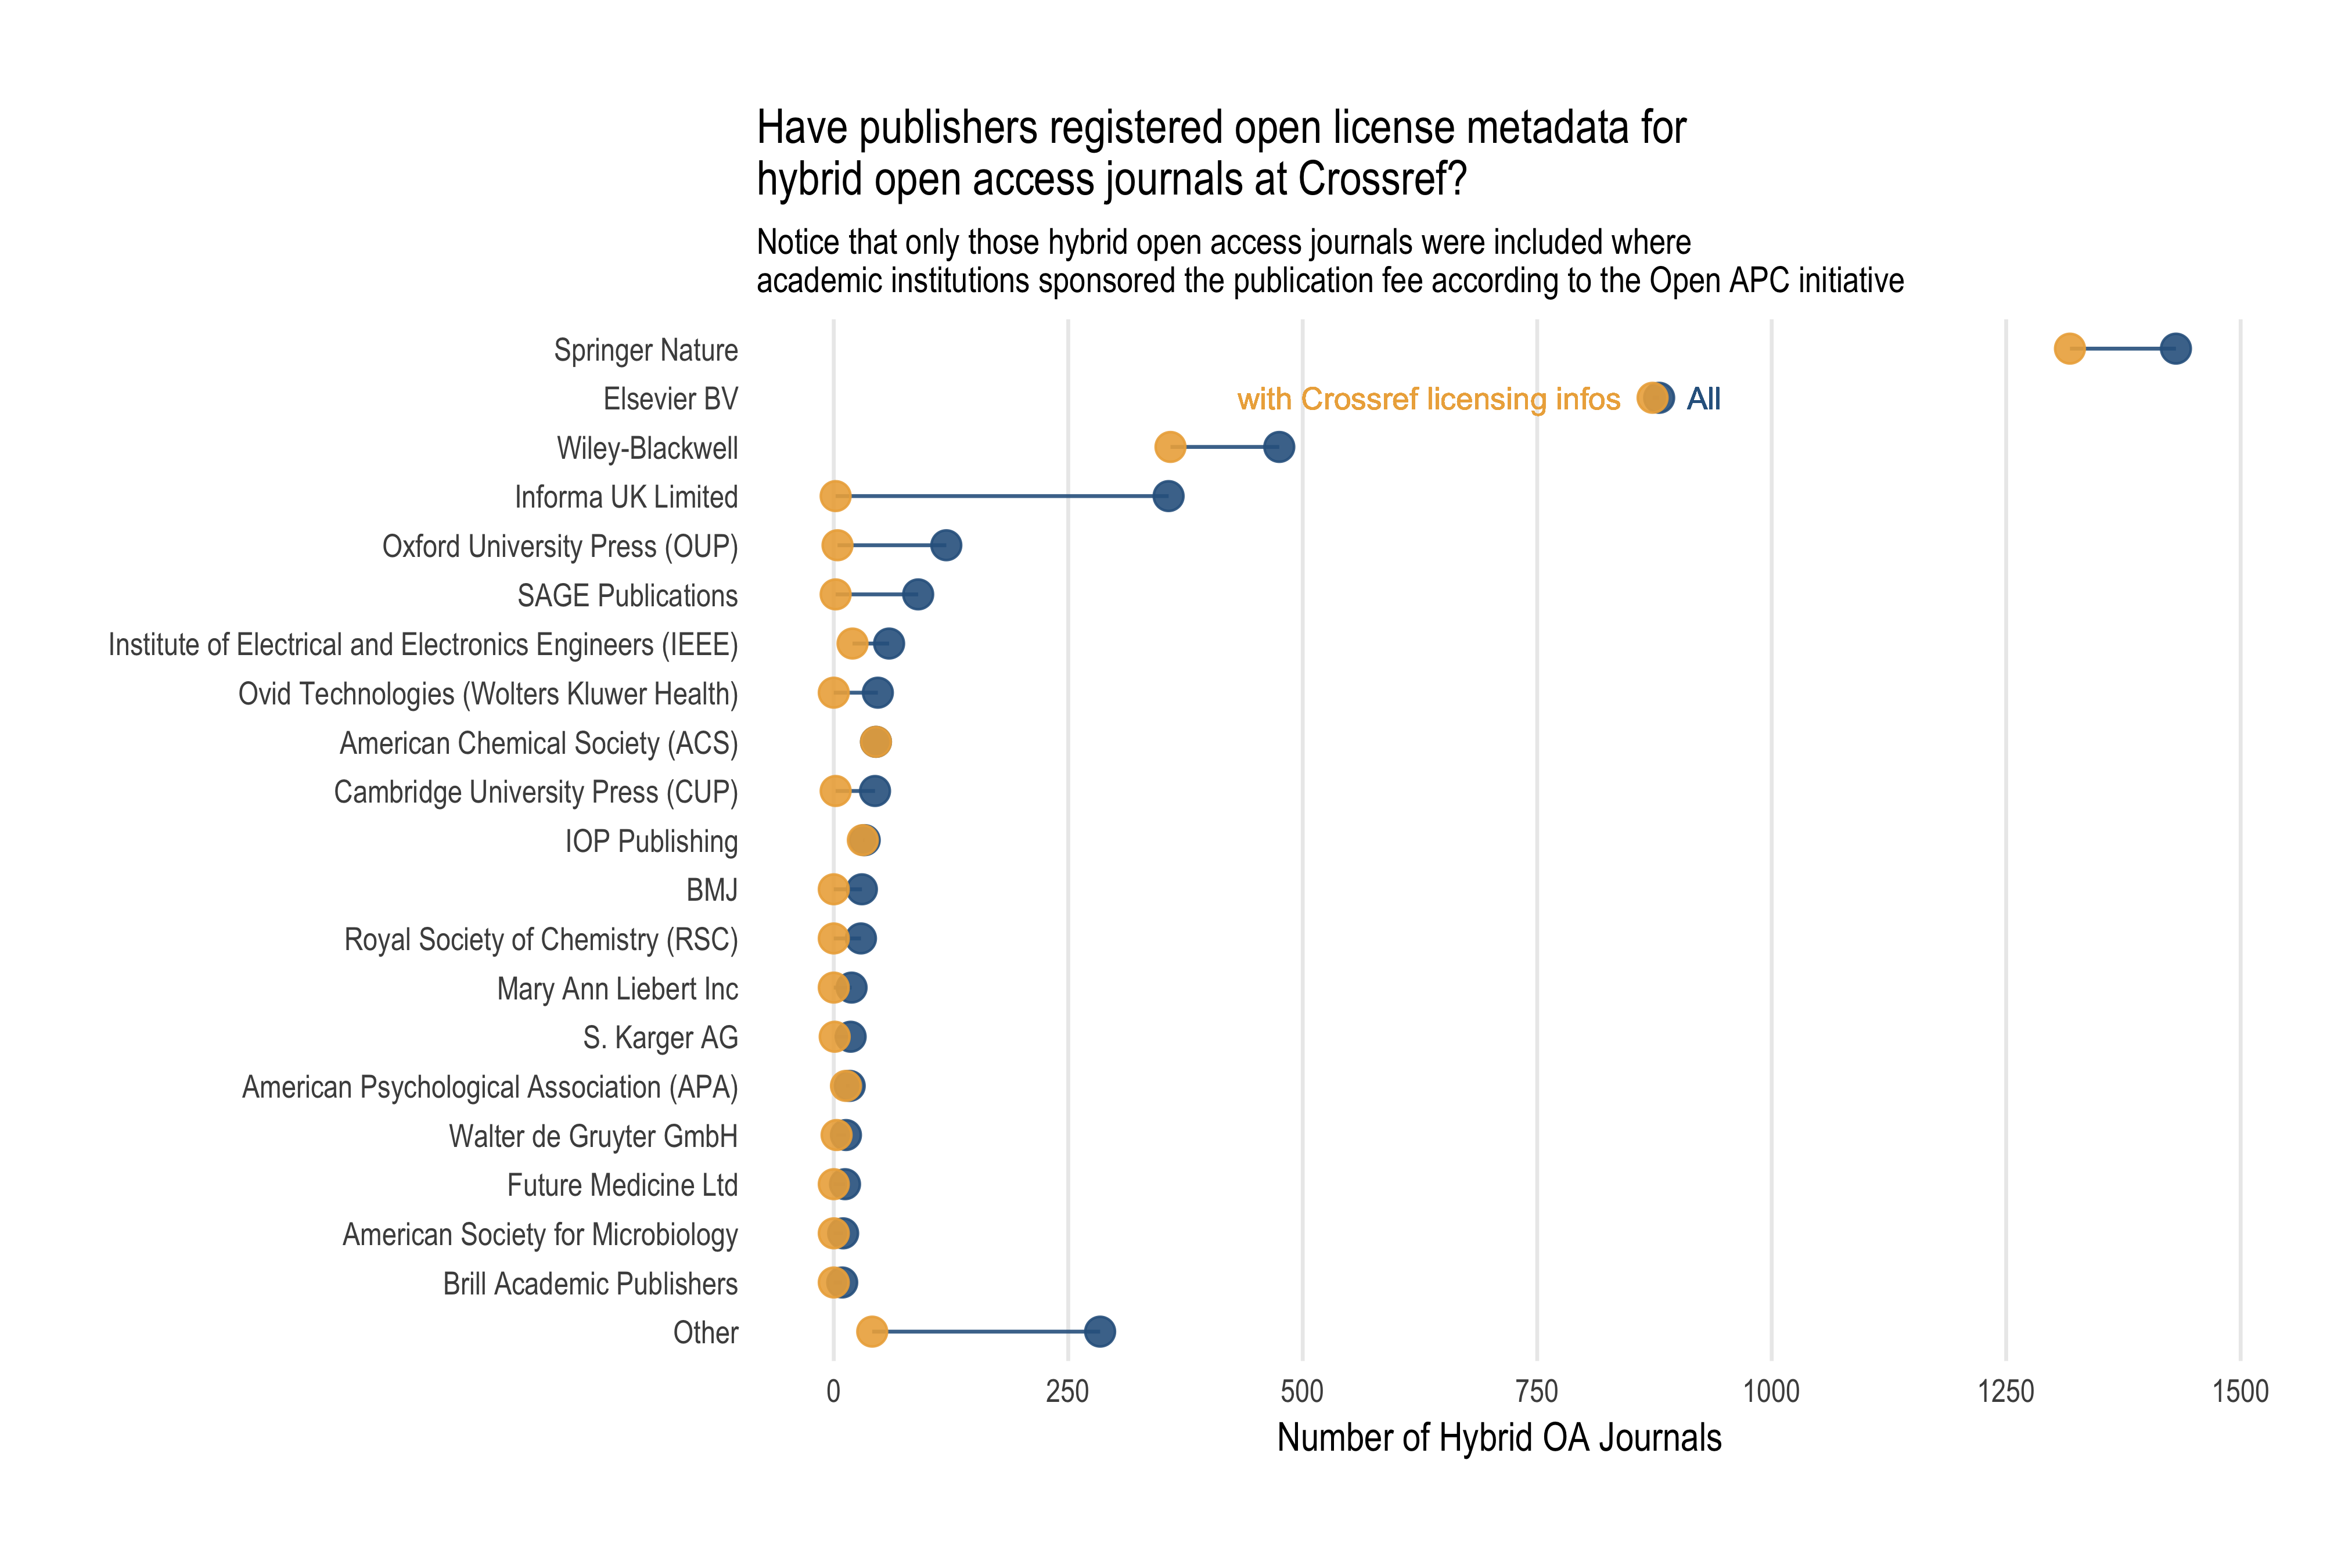 Have publishers registered open license metadata for
hybrid open access journals at Crossref?
Notice that only those hybrid open access journals were included where
academic institutions sponsored the publication fee according to the Open APC initiative
Springer Nature
Elsevier BV
with Crossref licensing infos
All
Wiley-Blackwell
Informa UK Limited
Oxford University Press (OUP)
SAGE Publications
Institute of Electrical and Electronics Engineers (IEEE)
Ovid Technologies (Wolters Kluwer Health)
American Chemical Society (ACS)
Cambridge University Press (CUP)
IOP Publishing
BMJ
Royal Society of Chemistry (RSC)
Mary Ann Liebert Inc
S. Karger AG
American Psychological Association (APA)
Walter de Gruyter GmbH
Future Medicine Ltd
American Society for Microbiology
Brill Academic Publishers
Other
0 250 500 750 1000 1250 1500
Number of Hybrid OA Journals